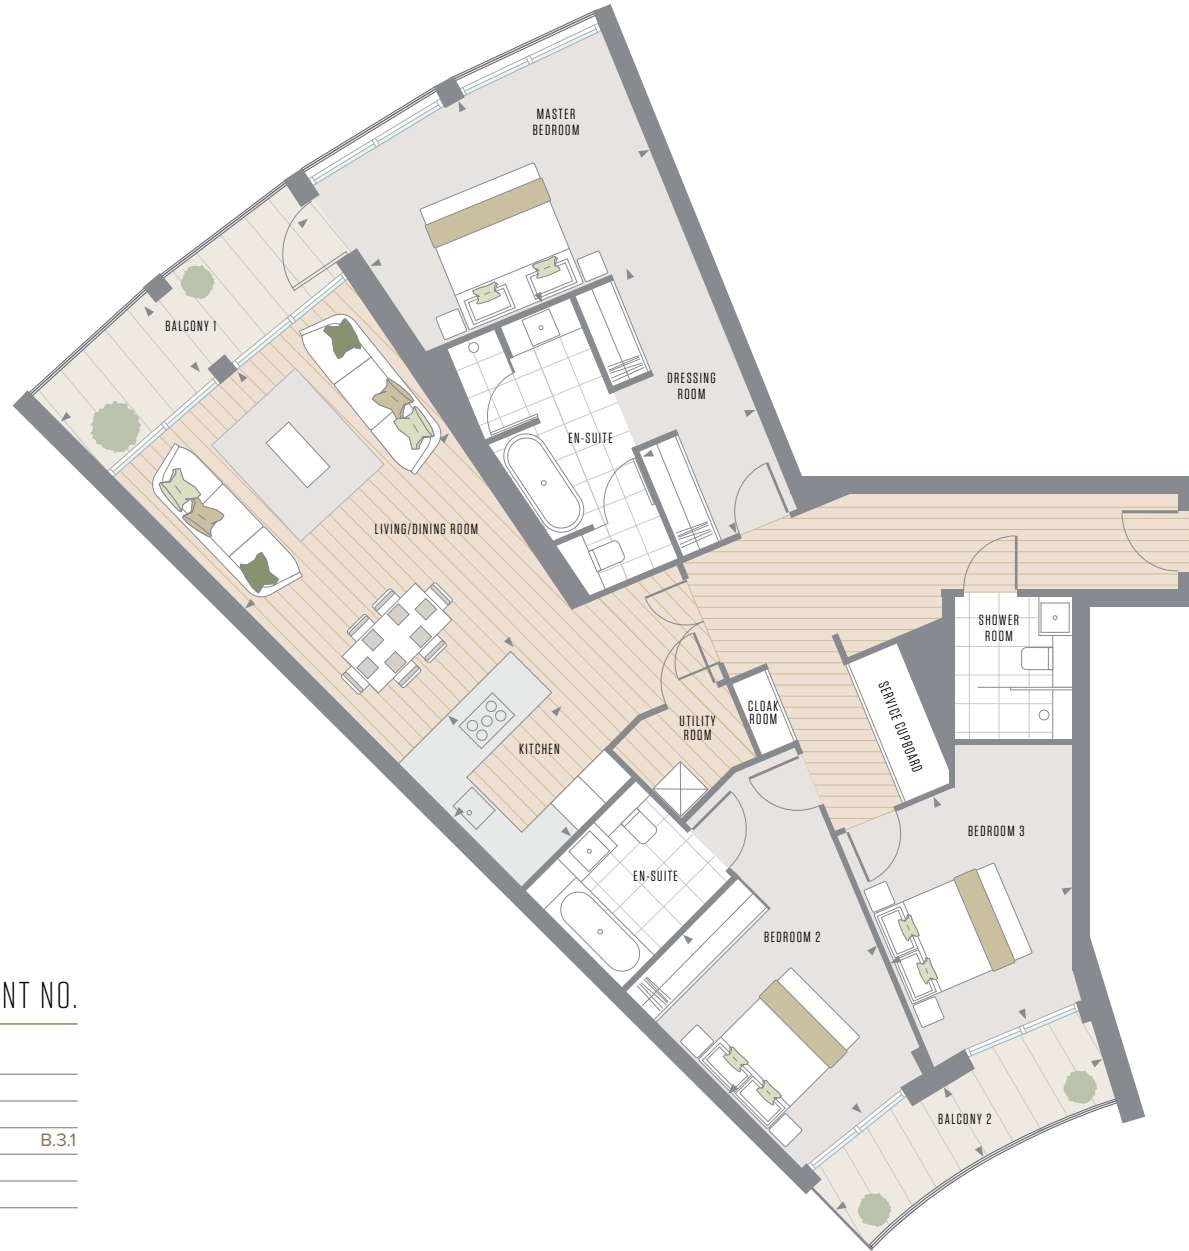 MASTER
BEDROOM
BALCONY 1
DRESSING
ROOM
EN-SUITE
LIVING/DINING ROOM
SHOWER
ROOM
SERVICE CUPBOARD
CLOAK
ROOM
UTILITY
ROOM
KITCHEN
BEDROOM 3
EN-SUITE
BEDROOM 2
NT NO.
BALCONY 2
B.3.1